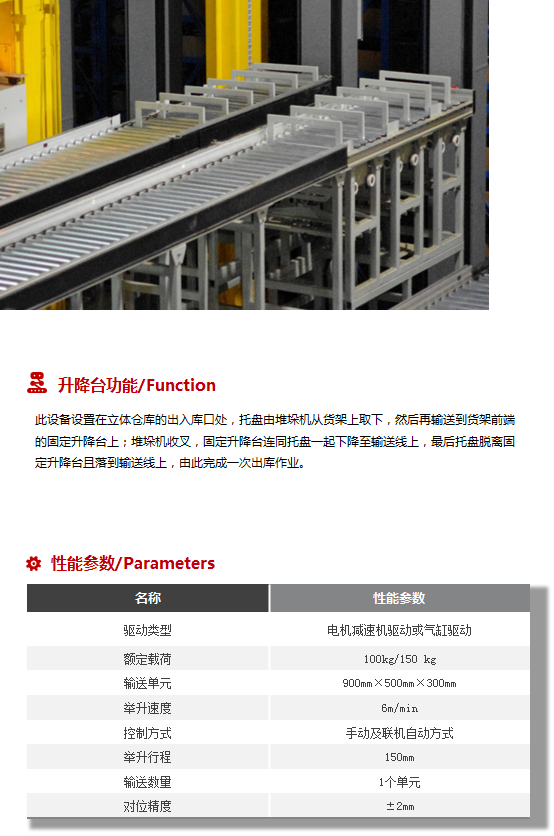 升降台功能/Function
此设备设置在立体仓库的出入库口处，托盘由堆垛机从货架上取下，然后再输送到货架前端
的固定升降台上；堆垛机收叉，固定升降台连同托盘一起下降至输送线上，最后托盘脱离固
定升降台且落到输送线上，由此完成一次出库作业。
性能参数/Parameters
名称 性能参数
驱动类型 电机减速机驱动或气缸驱动
额定载荷 100kg/150 kg
输送单元 900mm×500mm×300mm
举升速度 6m/min
控制方式 手动及联机自动方式
举升行程 150mm
输送数量 1个单元
对位精度 ±2mm